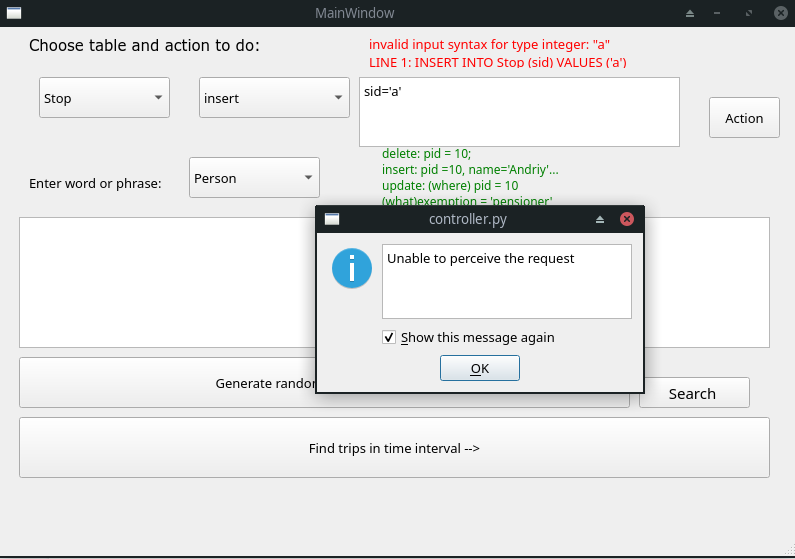 MainWindow
Choose table and action to do:
invalid input syntax for type integer: "a"
LINE 1: INSERT INTO Stop (sid) VALUES ('a')
Stop
insert
sid='a'
Action
delete: pid = 10;
insert: pid =10, name='Andriy'...
update: (where) pid = 10
(what)exemption = 'pensioner'
Enter word or phrase:
Person
controller.py
Unable to perceive the request
Show this message again
OK
Generate
Search
Find trips in time interval -->